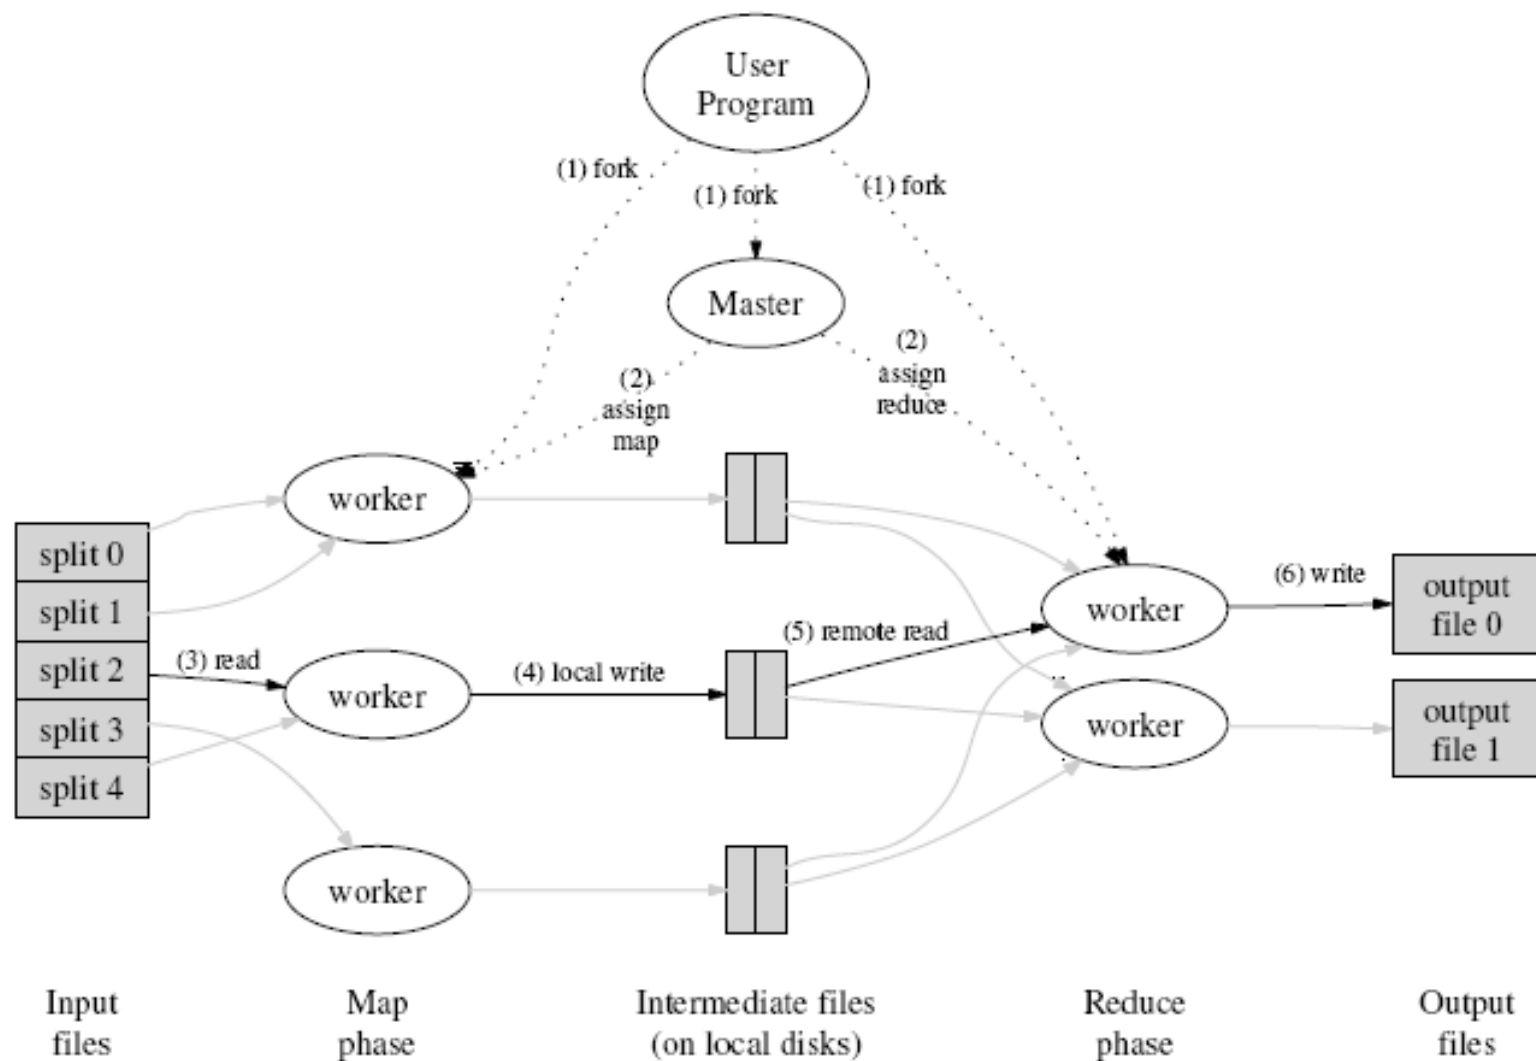 User
Program
(1) fork
(1) fork
(1) fork
Master
(2)
assign
map
(2)
assign
reduce
worker
split 0
split 1
split 2
split 3
split 4
(3) read
worker
(4) local write
(5) remote read
worker
(6) write
output
file 0
worker
output
file 1
worker
Input
files
Map
phase
Intermediate files
(on local disks)
Reduce
phase
Output
files